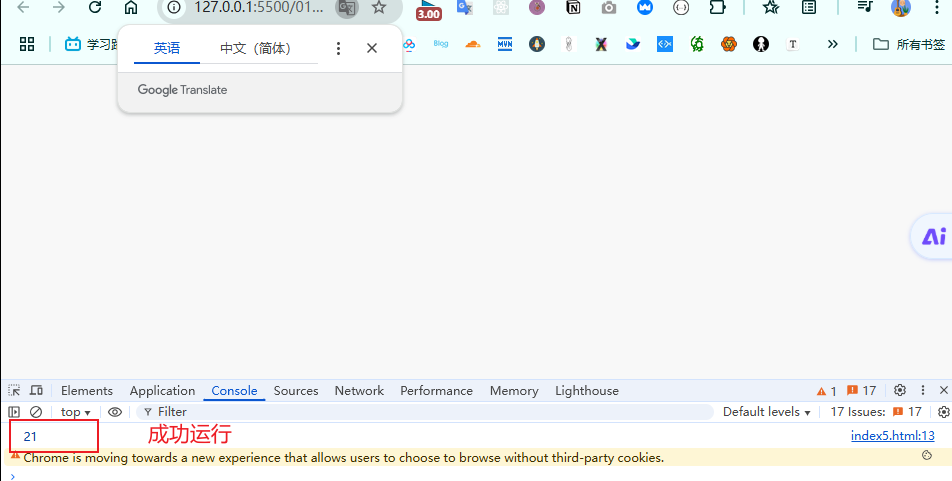 127.0.0.1:5500/01...
3.00
学习路
英语
中文（简体）
Google Translate
Blog
MVN
T
所有书签
Ai
Elements Application Console Sources Network Performance Memory Lighthouse 1 17
top Filter Default levels 17 Issues: 17
21 成功运行 index5.html:13
Chrome is moving towards a new experience that allows users to choose to browse without third-party cookies.